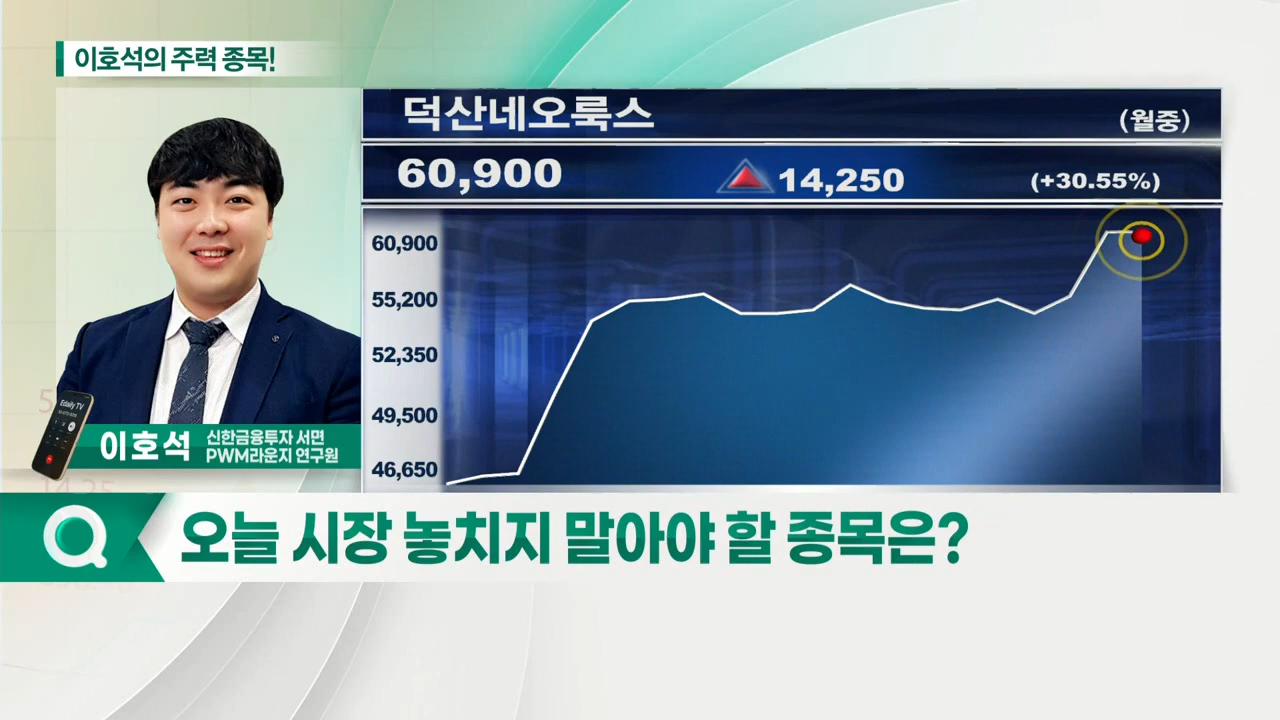 이호석의 주력 종목!
덕산네오룩스
(월중)
60,900
14,250
(+30.55%)
60,900
55,200
52,350
49,500
46,650
Edaily TV
이호석
신한금융투자 서면
PWM라운지 연구원
Q
오늘 시장 놓치지 말아야 할 종목은?